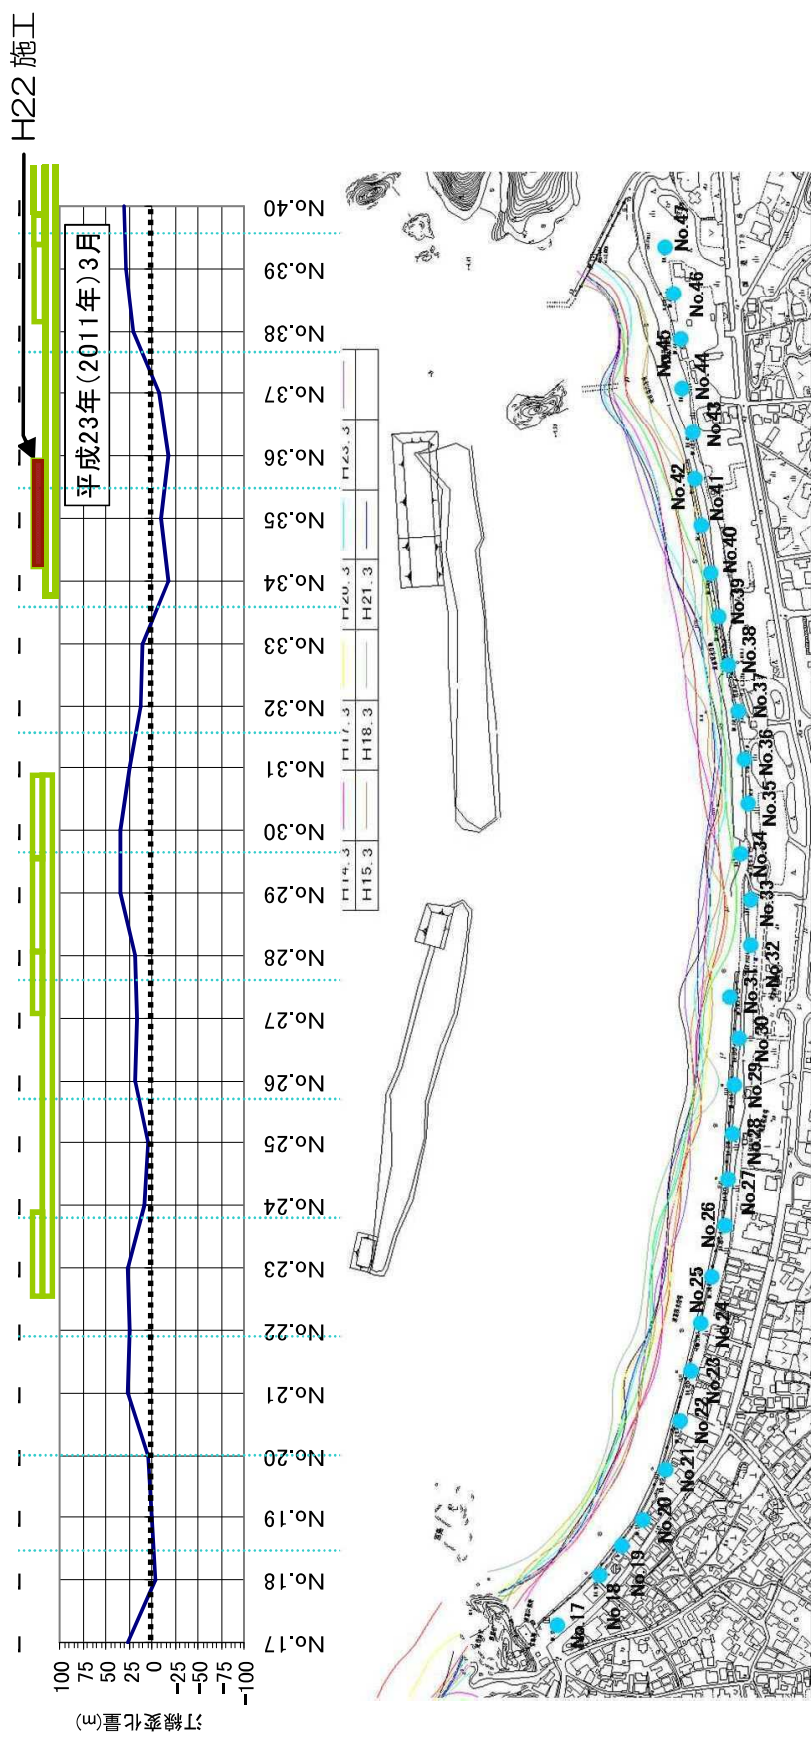 H22 施工
平成23年(2011年)3月
汀線変化量(m)
100
75
50
25
0
-25
-50
-75
-100
No.17
No.18
No.19
No.20
No.21
No.22
No.23
No.24
No.25
No.26
No.27
No.28
No.29
No.30
No.31
No.32
No.33
No.34
No.35
No.36
No.37
No.38
No.39
No.40
H14.3
H17.3
H20.3
H23.3
H15.3
H18.3
H21.3
No.17
No.18
No.19
No.20
No.21
No.22
No.23
No.24
No.25
No.26
No.27
No.28
No.29
No.30
No.31
No.32
No.33
No.34
No.35
No.36
No.37
No.38
No.39
No.40
No.41
No.42
No.43
No.44
No.45
No.46
No.47